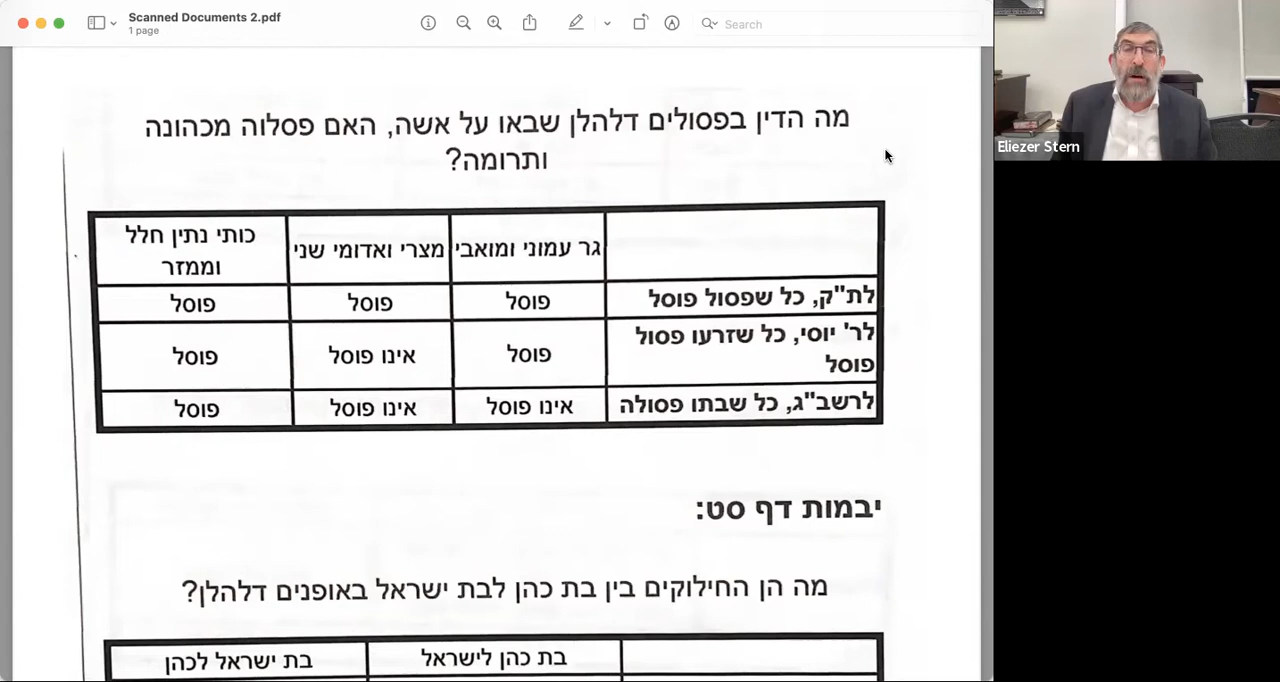 Scanned Documents 2.pdf
1 page
Search
Eliezer Stern
מה הדין בפסולים דלהלן שבאו על אשה, האם פסלוה מכהונה
ותרומה?
גר עמוני ומואבי מצרי ואדומי שני כותי נתין חלל
וממזר
לת"ק, כל שפסול פוסל פוסל פוסל פוסל
לר' יוסי, כל שזרעו פסול
פוסל פוסל אינו פוסל פוסל
לרשב"ג, כל שבתו פסולה אינו פוסל אינו פוסל פוסל
יבמות דף סט:
מה הן החילוקים בין בת כהן לבת ישראל באופנים דלהלן?
בת כהן לישראל בת ישראל לכהן